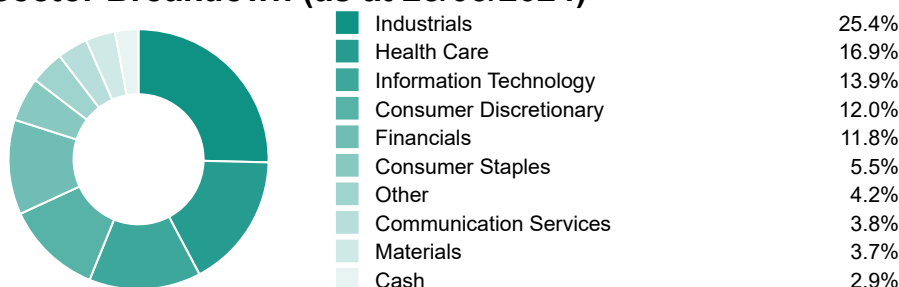 Industrials 25.4%
Health Care 16.9%
Information Technology 13.9%
Consumer Discretionary 12.0%
Financials 11.8%
Consumer Staples 5.5%
Other 4.2%
Communication Services 3.8%
Materials 3.7%
Cash 2.9%